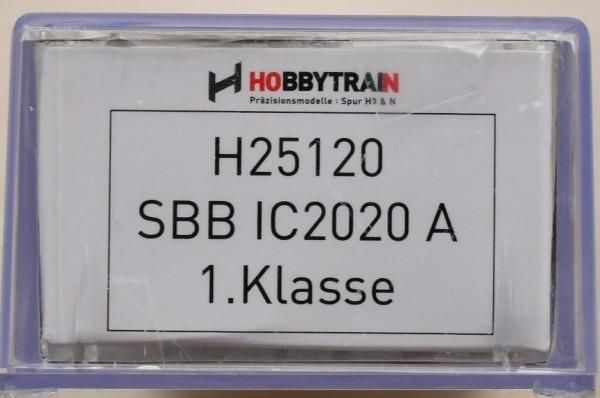 HOBBYTRAIN
Präzisionsmodelle : Spur H0 & N
H25120
SBB IC2020 A
1.Klasse